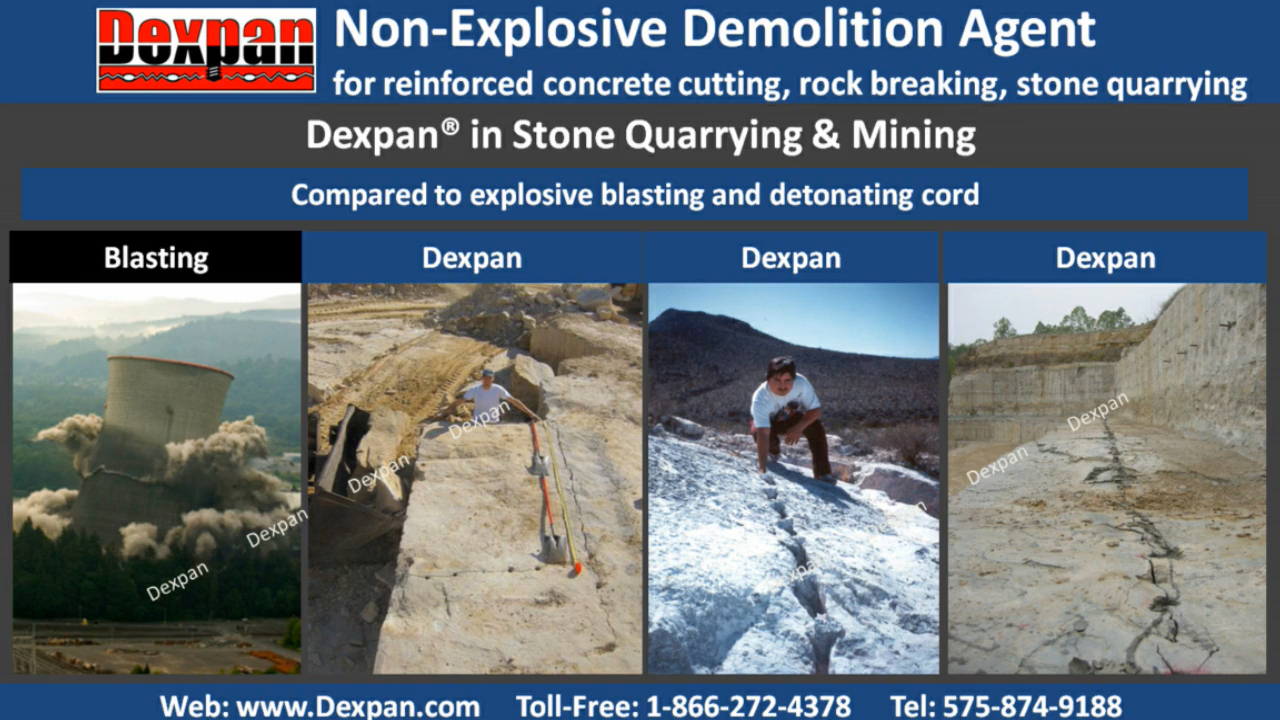 Dexpan
Non-Explosive Demolition Agent
for reinforced concrete cutting, rock breaking, stone quarrying
Dexpan® in Stone Quarrying & Mining
Compared to explosive blasting and detonating cord
Blasting
Dexpan
Dexpan
Dexpan
Dexpan
Dexpan
Dexpan
Dexpan
Dexpan
Dexpan
Web: www.Dexpan.com Toll-Free: 1-866-272-4378 Tel: 575-874-9188